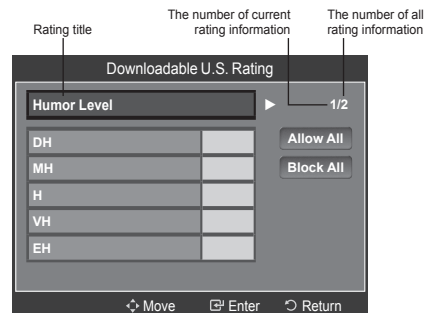 The number of current
rating information
The number of all
rating information
Rating title
Downloadable U.S. Rating
Humor Level
1/2
DH
Allow All
MH
Block All
H
VH
EH
Move Enter Return